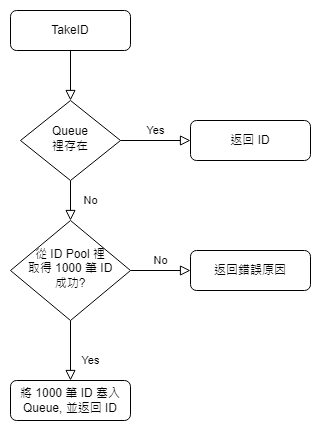 TakeID
Queue
裡存在
Yes
返回 ID
No
從 ID Pool 裡
取得 1000 筆 ID
成功?
No
返回錯誤原因
Yes
將 1000 筆 ID 塞入
Queue, 並返回 ID